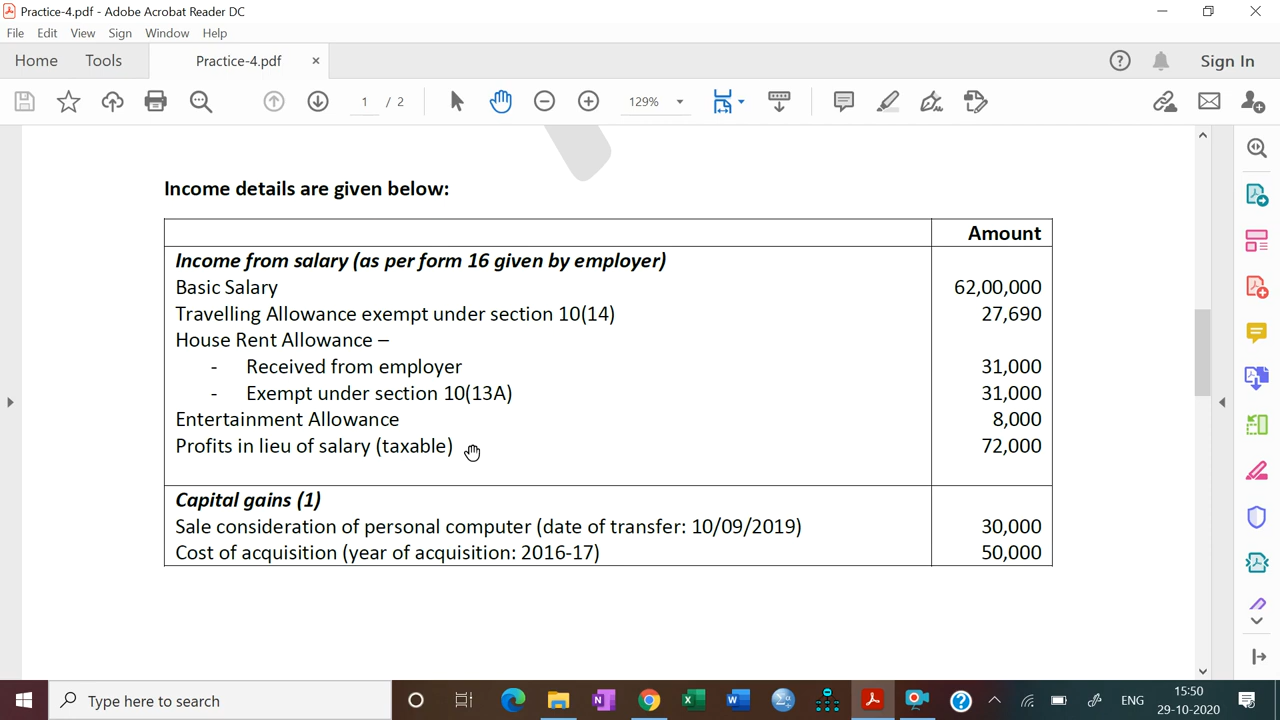 Practice-4.pdf - Adobe Acrobat Reader DC
File Edit View Sign Window Help
Home Tools Practice-4.pdf × Sign In
1 / 2 129%
Income details are given below:
Amount
Income from salary (as per form 16 given by employer)
Basic Salary 62,00,000
Travelling Allowance exempt under section 10(14) 27,690
House Rent Allowance –
- Received from employer 31,000
- Exempt under section 10(13A) 31,000
Entertainment Allowance 8,000
Profits in lieu of salary (taxable) 72,000
Capital gains (1)
Sale consideration of personal computer (date of transfer: 10/09/2019) 30,000
Cost of acquisition (year of acquisition: 2016-17) 50,000
Type here to search ENG 15:50
29-10-2020